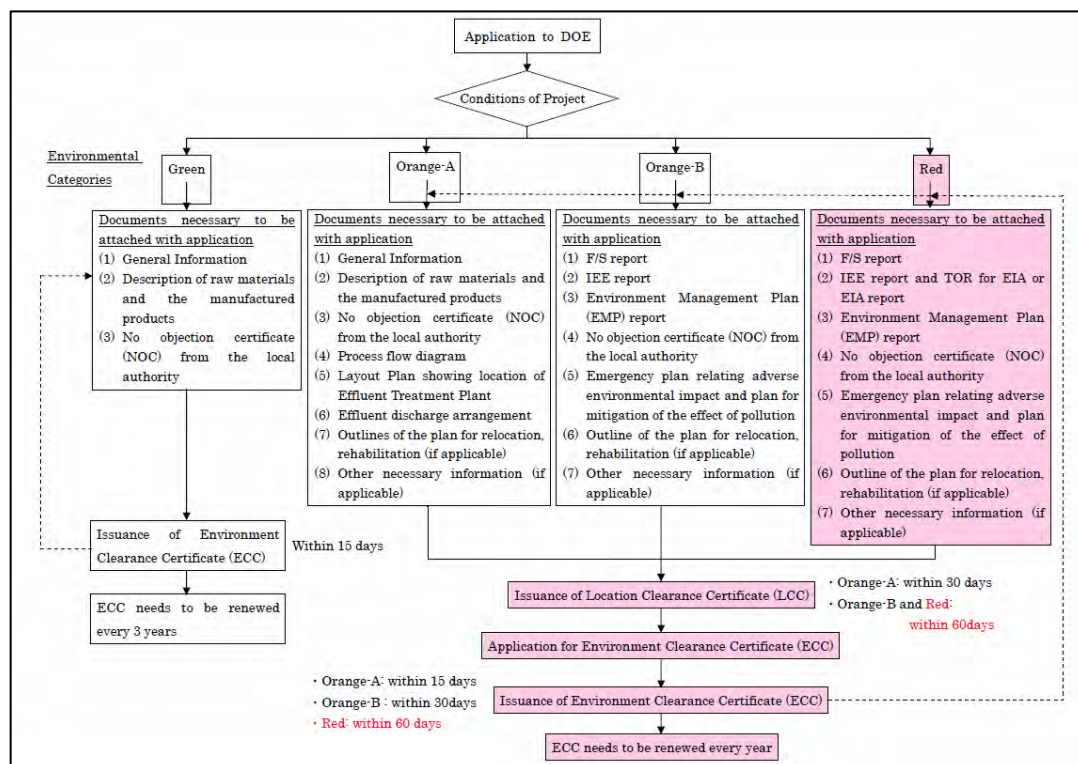 Application to DOE
Conditions of Project
Environmental
Categories
Green
Orange-A
Orange-B
Red
Documents necessary to be
attached with application
(1) General Information
(2) Description of raw materials
and the manufactured
products
(3) No objection certificate
(NOC) from the local
authority
Documents necessary to be attached
with application
(1) General Information
(2) Description of raw materials and
the manufactured products
(3) No objection certificate (NOC)
from the local authority
(4) Process flow diagram
(5) Layout Plan showing location of
Effluent Treatment Plant
(6) Effluent discharge arrangement
(7) Outlines of the plan for relocation,
rehabilitation (if applicable)
(8) Other necessary information (if
applicable)
Documents necessary to be attached
with application
(1) F/S report
(2) IEE report
(3) Environment Management Plan
(EMP) report
(4) No objection certificate (NOC) from
the local authority
(5) Emergency plan relating adverse
environmental impact and plan for
mitigation of the effect of pollution
(6) Outline of the plan for relocation,
rehabilitation (if applicable)
(7) Other necessary information (if
applicable)
Documents necessary to be attached
with application
(1) F/S report
(2) IEE report and TOR for EIA or
EIA report
(3) Environment Management Plan
(EMP) report
(4) No objection certificate (NOC)
from the local authority
(5) Emergency plan relating adverse
environmental impact and plan
for mitigation of the effect of
pollution
(6) Outline of the plan for relocation,
rehabilitation (if applicable)
(7) Other necessary information (if
applicable)
Issuance of Environment
Clearance Certificate (ECC)
Within 15 days
ECC needs to be renewed
every 3 years
Issuance of Location Clearance Certificate (LCC)
・Orange-A: within 30 days
・Orange-B and Red:
within 60days
Application for Environment Clearance Certificate (ECC)
・Orange-A: within 15 days
・Orange-B : within 30days
・Red: within 60 days
Issuance of Environment Clearance Certificate (ECC)
ECC needs to be renewed every year